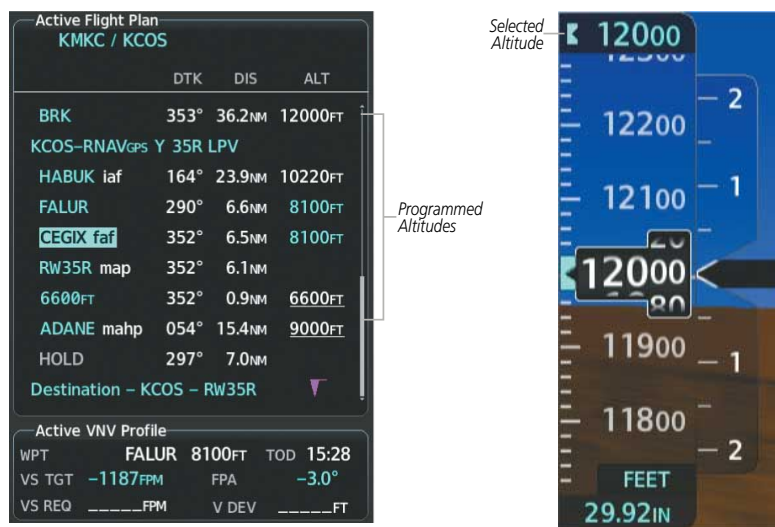 Active Flight Plan
KMKC / KCOS
DTK DIS ALT
BRK 353° 36.2NM 12000FT
KCOS–RNAVGPS Y 35R LPV
HABUK iaf 164° 23.9NM 10220FT
FALUR 290° 6.6NM 8100FT
CEGIX faf 352° 6.5NM 8100FT
RW35R map 352° 6.1NM
6600FT 352° 0.9NM 6600FT
ADANE mahp 054° 15.4NM 9000FT
HOLD 297° 7.0NM
Destination – KCOS – RW35R
Active VNV Profile
WPT FALUR 8100FT TOD 15:28
VS TGT –1187FPM FPA –3.0°
VS REQ _____FPM V DEV _____FT
Programmed
Altitudes
Selected
Altitude
12000
2
12200
12100 1
20
12000
80
11900 1
11800
2
FEET
29.92IN